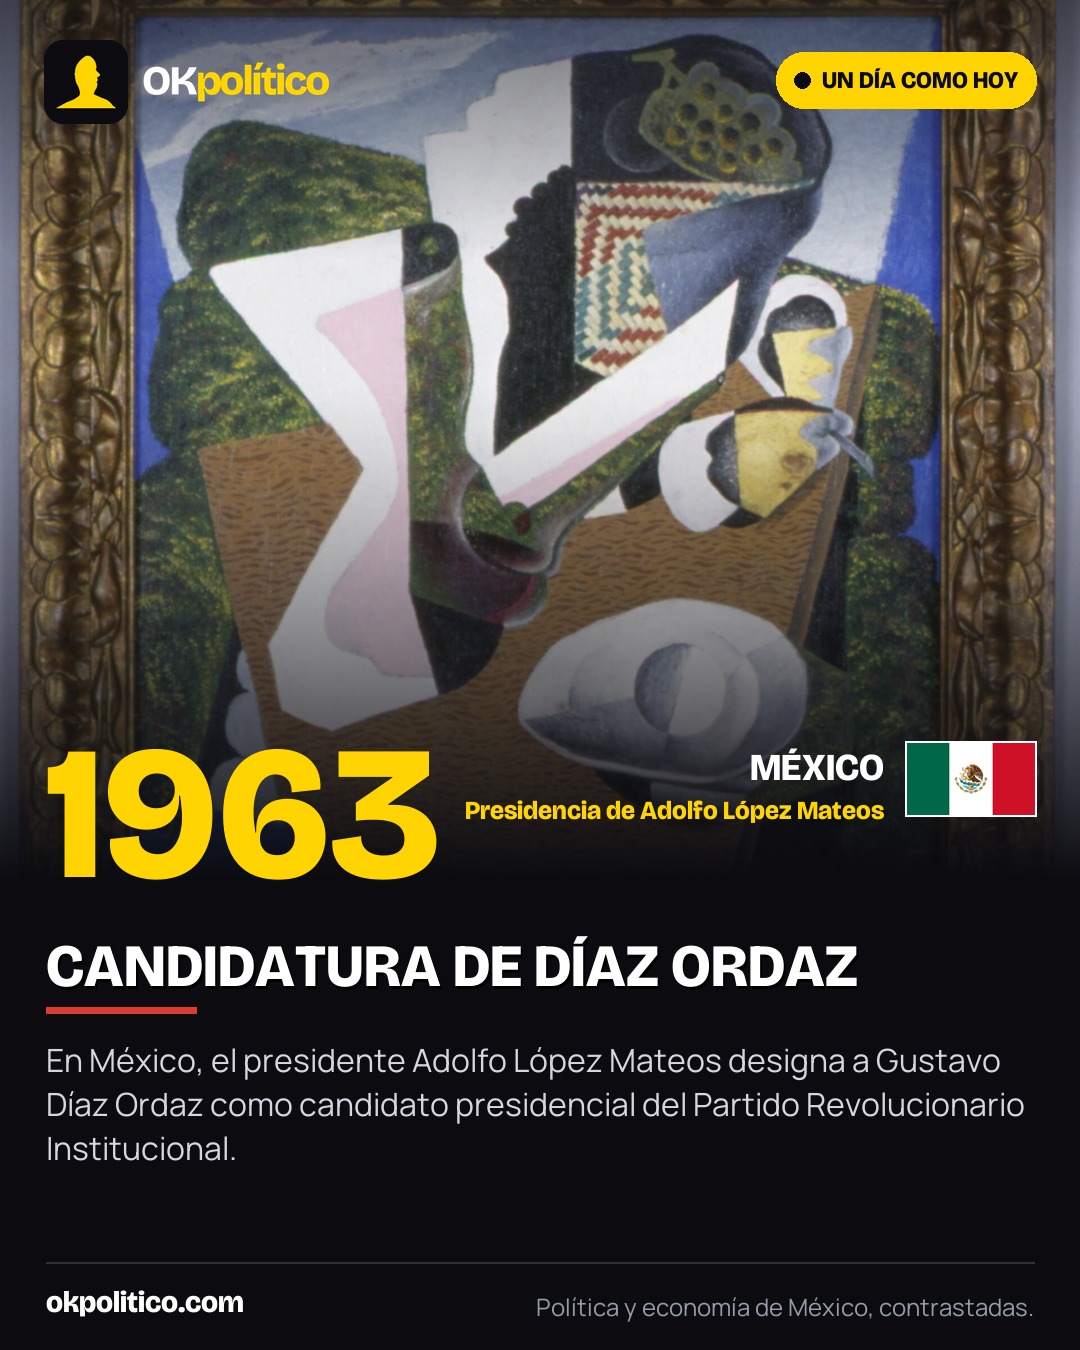 OKpolítico
UN DÍA COMO HOY
1963
MÉXICO
Presidencia de Adolfo López Mateos
CANDIDATURA DE DÍAZ ORDAZ
En México, el presidente Adolfo López Mateos designa a Gustavo
Díaz Ordaz como candidato presidencial del Partido Revolucionario
Institucional.
okpolitico.com
Política y economía de México, contrastadas.